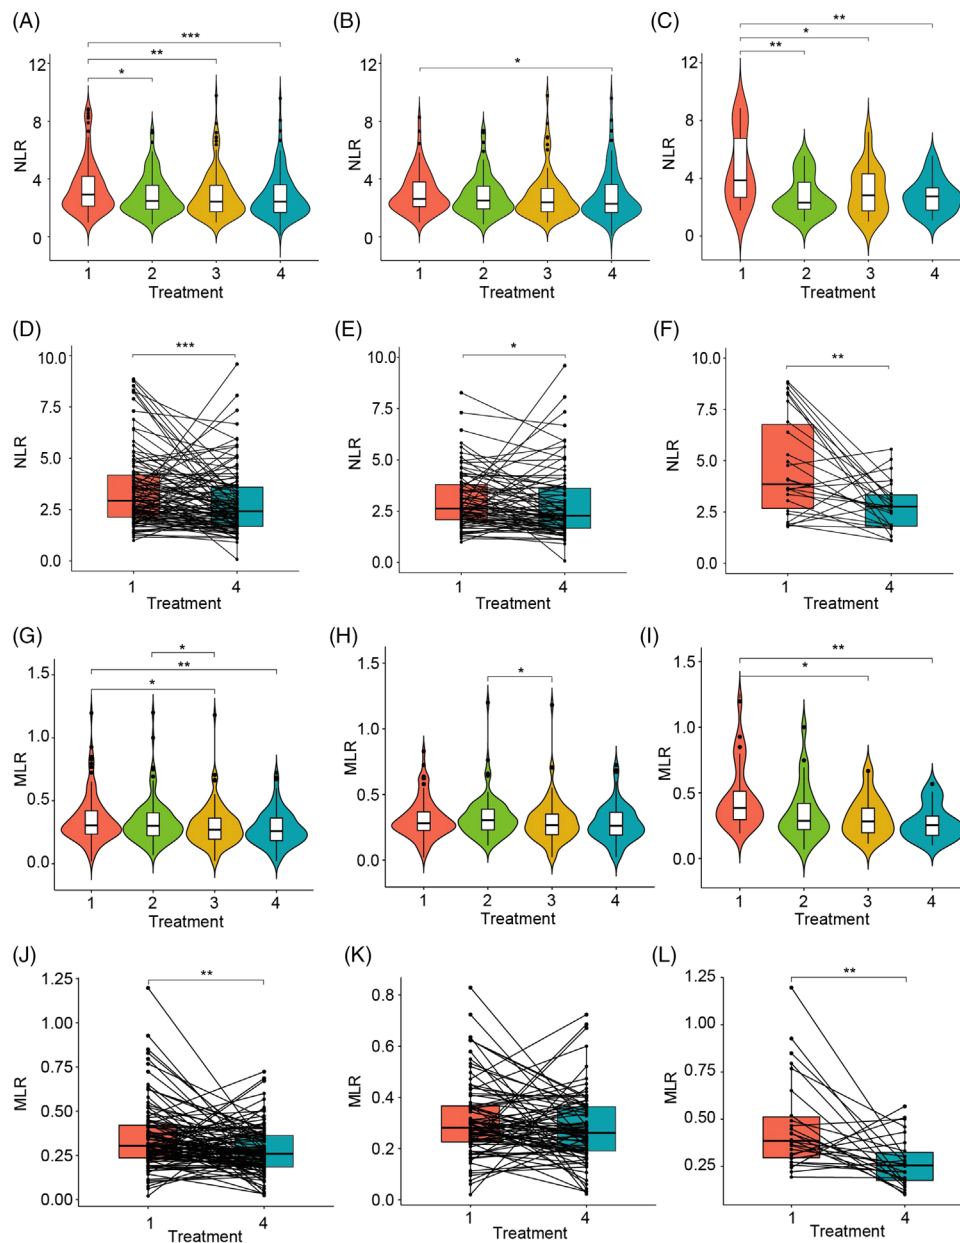 (A) (B) (C)
*** ** * * ** * **
NLR 12 8 4 0
NLR 12 8 4 0
NLR 12 8 4 0
1 2 3 4 1 2 3 4 1 2 3 4
Treatment Treatment Treatment
(D) (E) (F)
*** * **
NLR 10.0 7.5 5.0 2.5 0.0
NLR 10.0 7.5 5.0 2.5 0.0
NLR 10.0 7.5 5.0 2.5 0.0
1 4 1 4 1 4
Treatment Treatment Treatment
(G) (H) (I)
* ** * * ** *
MLR 1.5 1.0 0.5 0.0
MLR 1.5 1.0 0.5 0.0
MLR 1.5 1.0 0.5 0.0
1 2 3 4 1 2 3 4 1 2 3 4
Treatment Treatment Treatment
(J) (K) (L)
** **
MLR 1.25 1.00 0.75 0.50 0.25 0.00
MLR 0.8 0.6 0.4 0.2 0.0
MLR 1.25 1.00 0.75 0.50 0.25
1 4 1 4 1 4
Treatment Treatment Treatment